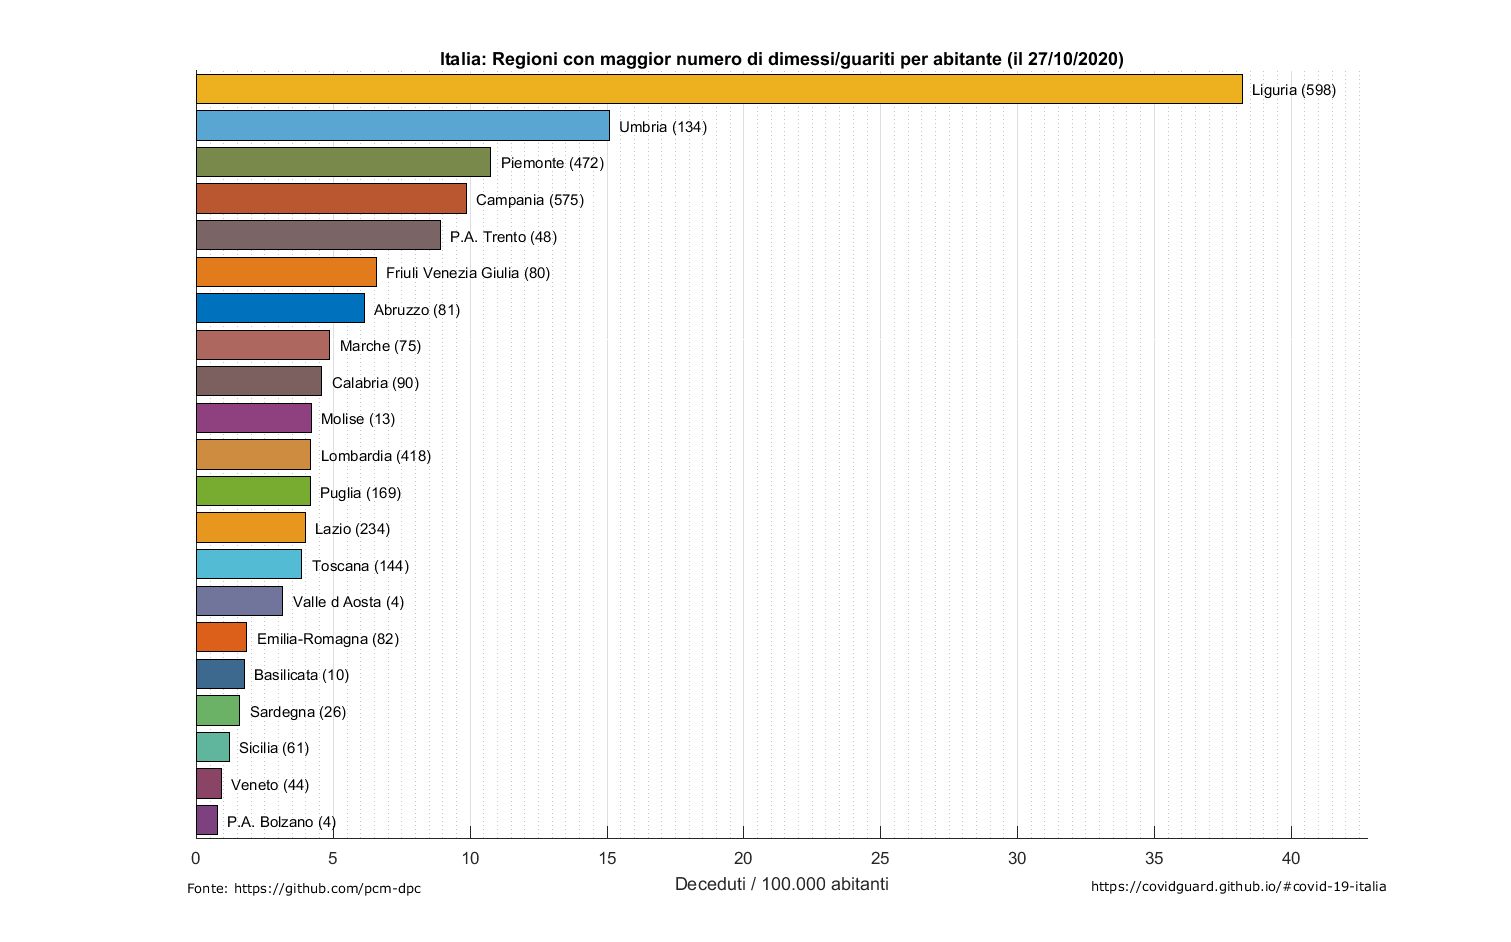 Italia: Regioni con maggior numero di dimessi/guariti per abitante (il 27/10/2020)
Liguria (598)
Umbria (134)
Piemonte (472)
Campania (575)
P.A. Trento (48)
Friuli Venezia Giulia (80)
Abruzzo (81)
Marche (75)
Calabria (90)
Molise (13)
Lombardia (418)
Puglia (169)
Lazio (234)
Toscana (144)
Valle d Aosta (4)
Emilia-Romagna (82)
Basilicata (10)
Sardegna (26)
Sicilia (61)
Veneto (44)
P.A. Bolzano (4)
0 5 10 15 20 25 30 35 40
Deceduti / 100.000 abitanti
Fonte: https://github.com/pcm-dpc
https://covidguard.github.io/#covid-19-italia